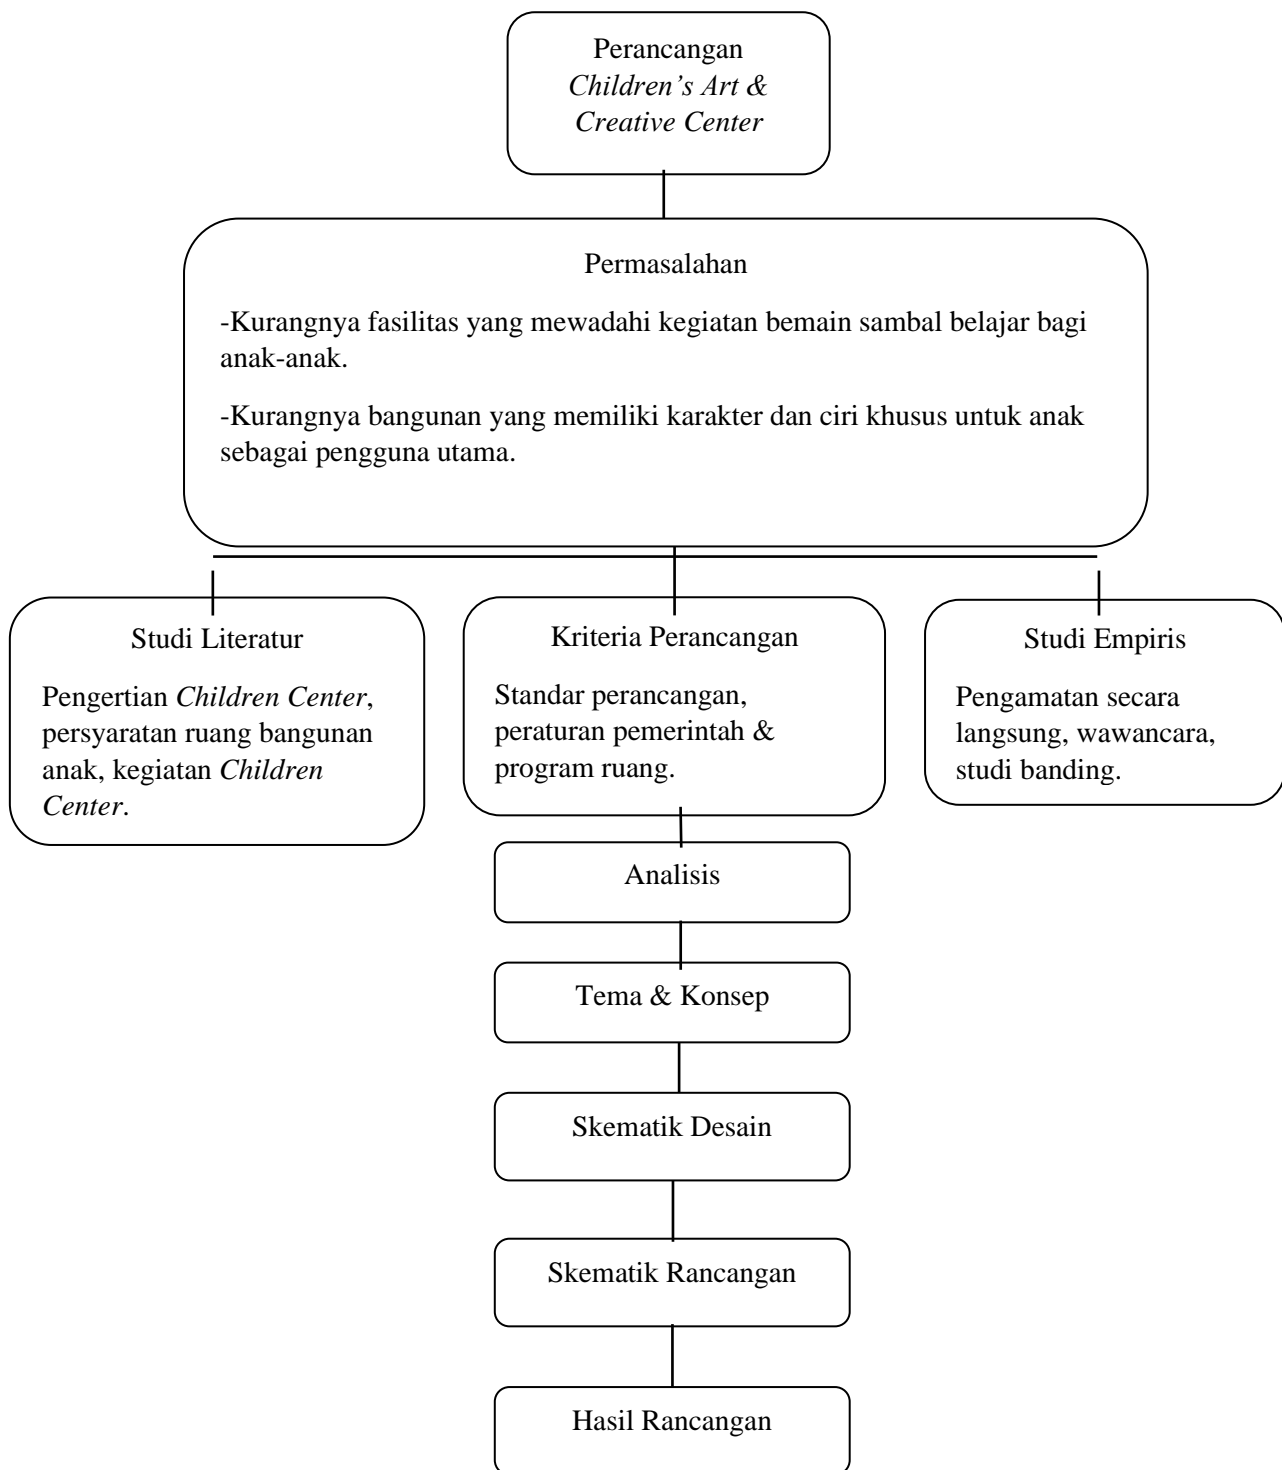 Perancangan
Children’s Art &
Creative Center
Permasalahan
-Kurangnya fasilitas yang mewadahi kegiatan bemain sambal belajar bagi
anak-anak.
-Kurangnya bangunan yang memiliki karakter dan ciri khusus untuk anak
sebagai pengguna utama.
Studi Literatur
Pengertian Children Center,
persyaratan ruang bangunan
anak, kegiatan Children
Center.
Kriteria Perancangan
Standar perancangan,
peraturan pemerintah &
program ruang.
Studi Empiris
Pengamatan secara
langsung, wawancara,
studi banding.
Analisis
Tema & Konsep
Skematik Desain
Skematik Rancangan
Hasil Rancangan